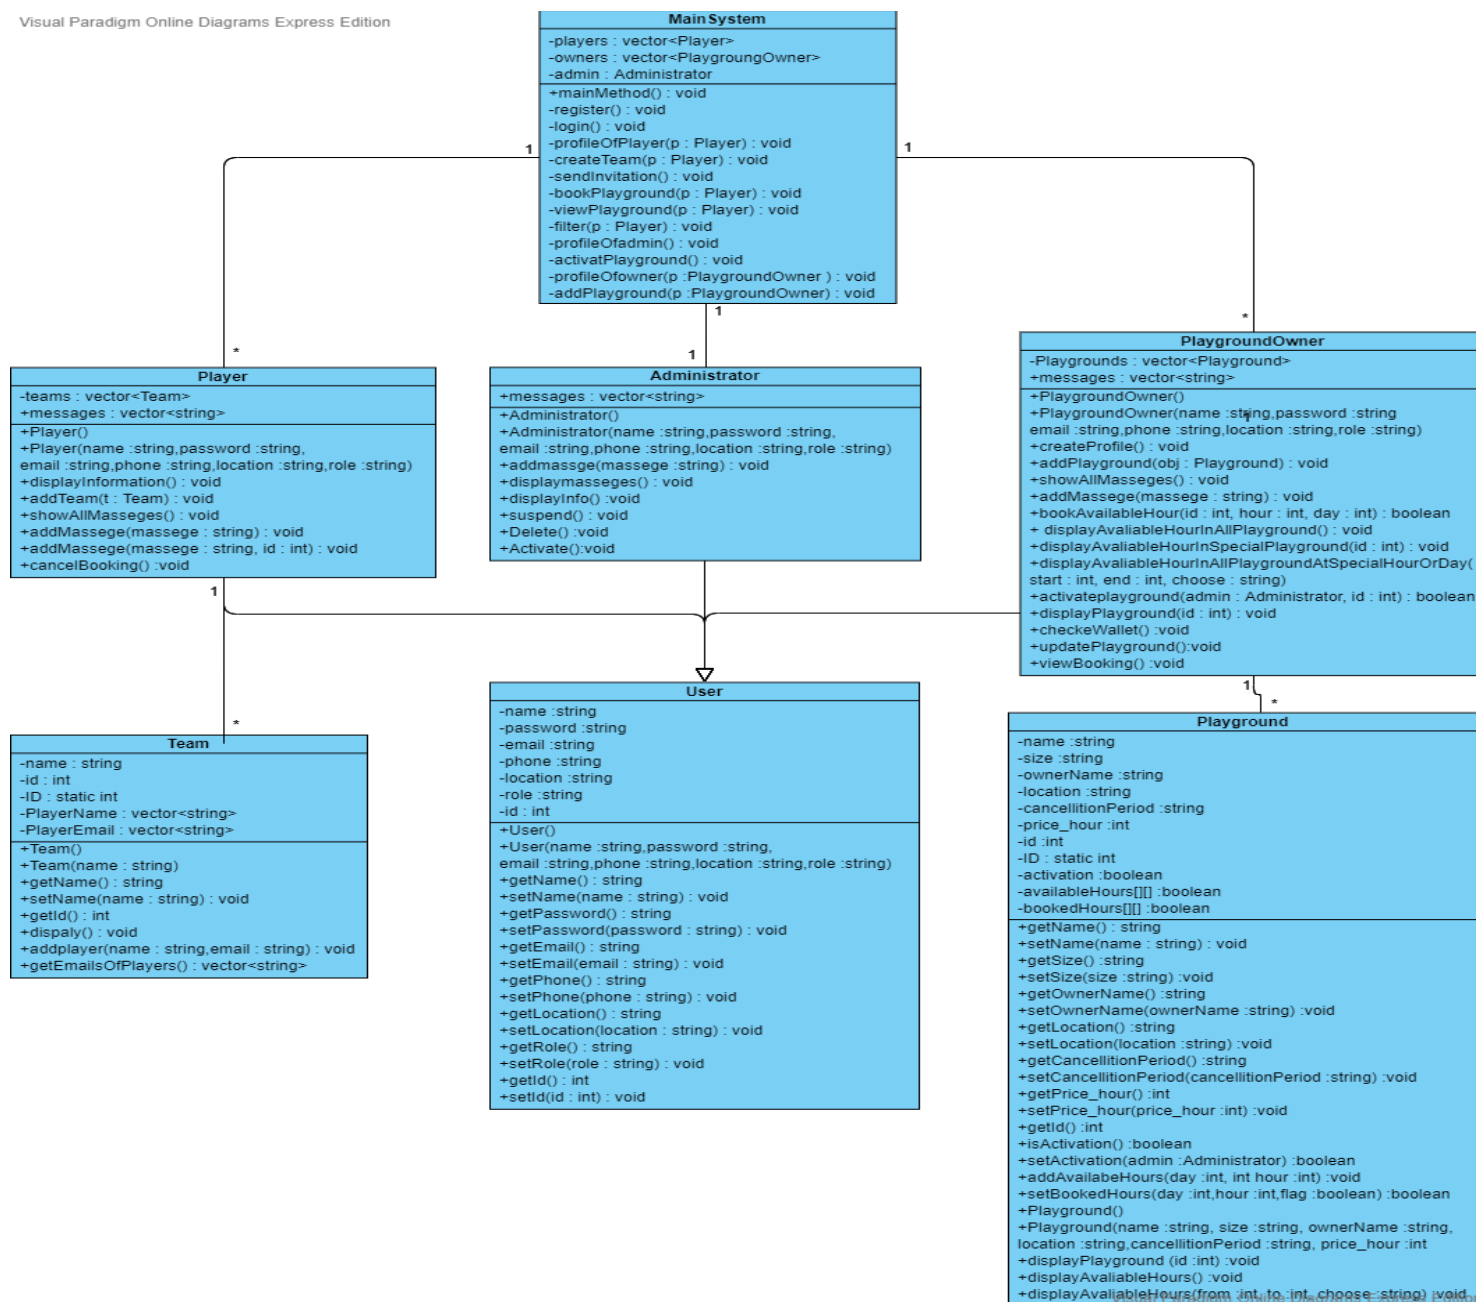 Visual Paradigm Online Diagrams Express Edition
MainSystem
-players : vector<Player>
-owners : vector<PlaygroungOwner>
-admin : Administrator
+mainMethod() : void
-register() : void
-login() : void
-profileOfPlayer(p : Player) : void
-createTeam(p : Player) : void
-sendInvitation() : void
-bookPlayground(p : Player) : void
-viewPlayground(p : Player) : void
-filter(p : Player) : void
-profileOfadmin() : void
-activatPlayground() : void
-profileOfowner(p :PlaygroundOwner ) : void
-addPlayground(p :PlaygroundOwner) : void
1
1
1
*
1
*
Player
-teams : vector<Team>
+messages : vector<string>
+Player()
+Player(name :string,password :string,
email :string,phone :string,location :string,role :string)
+displayInformation() : void
+addTeam(t : Team) : void
+showAllMasseges() : void
+addMassege(massege : string) : void
+addMassege(massege : string, id : int) : void
+cancelBooking() :void
Administrator
+messages : vector<string>
+Administrator()
+Administrator(name :string,password :string,
email :string,phone :string,location :string,role :string)
+addmassge(massege :string) : void
+displaymasseges() : void
+displayInfo() :void
+suspend() : void
+Delete() :void
+Activate():void
PlaygroundOwner
-Playgrounds : vector<Playground>
+messages : vector<string>
+PlaygroundOwner()
+PlaygroundOwner(name :string,password :string
1
email :string,phone :string,location :string,role :string)
+createProfile() : void
+addPlayground(obj : Playground) : void
+showAllMasseges() : void
+addMassege(massege : string) : void
+bookAvailableHour(id : int, hour : int, day : int) : boolean
+ displayAvaliableHourInAllPlayground() : void
+displayAvaliableHourInSpecialPlayground(id : int) : void
+displayAvaliableHourInAllPlaygroundAtSpecialHourOrDay(
start : int, end : int, choose : string)
+activateplayground(admin : Administrator, id : int) : boolean
+displayPlayground(id : int) : void
+checkeWallet() :void
+updatePlayground():void
+viewBooking() :void
1
*
1
*
Team
-name : string
-id : int
-ID : static int
-PlayerName : vector<string>
-PlayerEmail : vector<string>
+Team()
+Team(name : string)
+getName() : string
+setName(name : string) : void
+getId() : int
+dispaly() : void
+addplayer(name : string,email : string) : void
+getEmailsOfPlayers() : vector<string>
User
-name :string
-password :string
-email :string
-phone :string
-location :string
-role :string
-id : int
+User()
+User(name :string,password :string,
email :string,phone :string,location :string,role :string)
+getName() : string
+setName(name : string) : void
+getPassword() : string
+setPassword(password : string) : void
+getEmail() : string
+setEmail(email : string) : void
+getPhone() : string
+setPhone(phone : string) : void
+getLocation() : string
+setLocation(location : string) : void
+getRole() : string
+setRole(role : string) : void
+getId() : int
+setId(id : int) : void
Playground
-name :string
-size :string
-ownerName :string
-location :string
-cancellitionPeriod :string
-price_hour :int
-id :int
-ID : static int
-activation :boolean
-availableHours[][] :boolean
-bookedHours[][] :boolean
+getName() : string
+setName(name : string) : void
+getSize() :string
+setSize(size :string) :void
+getOwnerName() :string
+setOwnerName(ownerName :string) :void
+getLocation() :string
+setLocation(location :string) :void
+getCancellitionPeriod() :string
+setCancellitionPeriod(cancellitionPeriod :string) :void
+getPrice_hour() :int
+setPrice_hour(price_hour :int) :void
+getId() :int
+isActivation() :boolean
+setActivation(admin :Administrator) :boolean
+addAvailabeHours(day :int, int hour :int) :void
+setBookedHours(day :int,hour :int,flag :boolean) :boolean
+Playground()
+Playground(name :string, size :string, ownerName :string,
location :string,cancellitionPeriod :string, price_hour :int
+displayPlayground (id :int) :void
+displayAvaliableHours() :void
+displayAvaliableHours(from :int, to :int, choose :string) :void
Visual Paradigm Online Diagrams Express Edition